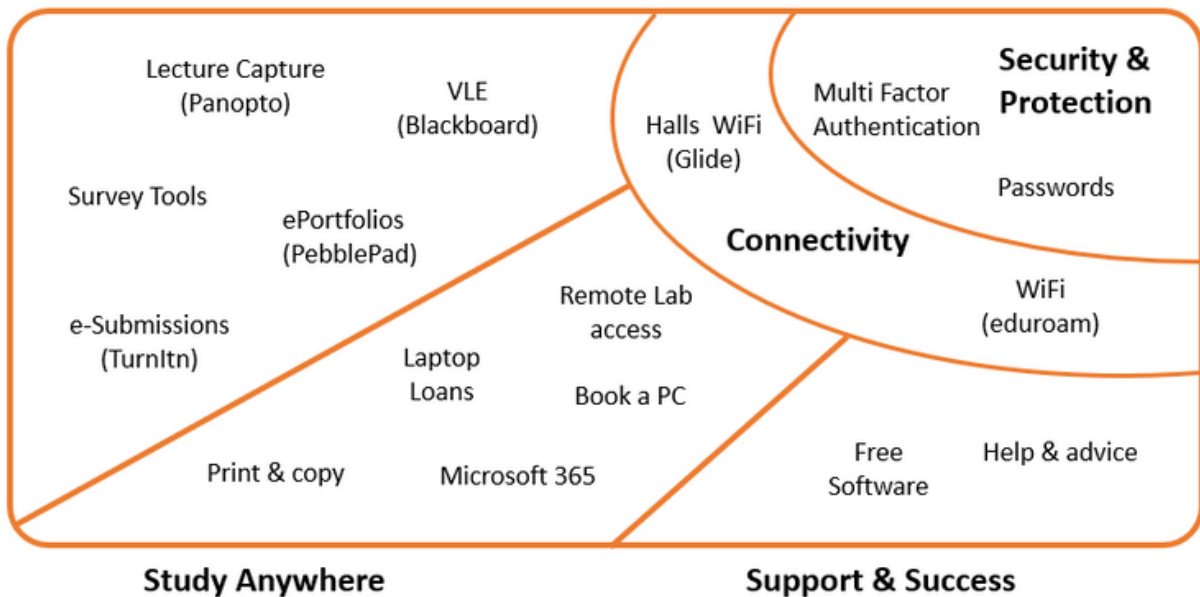 Lecture Capture
(Panopto)
VLE
(Blackboard)
Survey Tools
ePortfolios
(PebblePad)
e-Submissions
(TurnItn)
Halls WiFi
(Glide)
Multi Factor
Authentication
Security &
Protection
Passwords
Connectivity
WiFi
(eduroam)
Remote Lab
access
Laptop
Loans
Book a PC
Print & copy
Microsoft 365
Free
Software
Help & advice
Study Anywhere
Support & Success